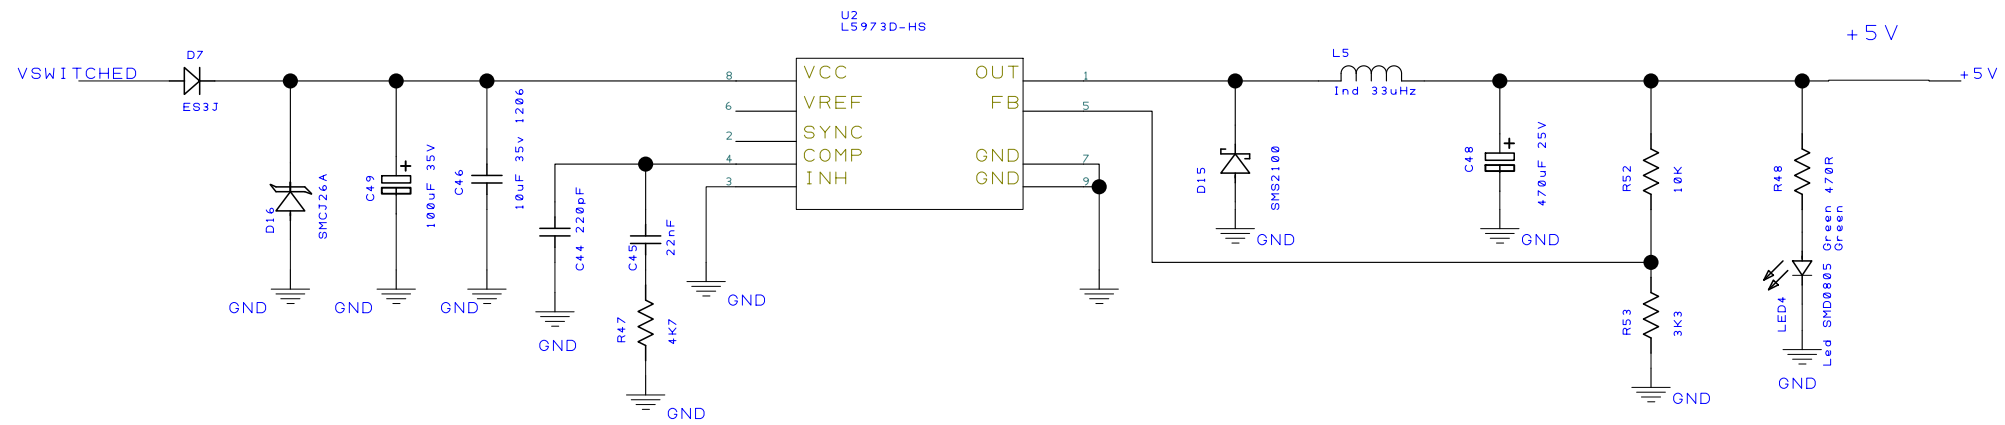 U2
L5973D-HS
+5V
VSWITCHED
D7
ES3J
8
VCC
OUT
1
L5
Ind 33uHz
+5V
6
VREF
FB
5
2
SYNC
4
COMP
GND
7
3
INH
GND
9
D16
SMCJ26A
GND
C49
+
100uF 35V
GND
C46
10uF 35v 1206
GND
C44 220pF
GND
C45
22nF
R47
4K7
GND
GND
D15
SMS2100
GND
C48
+
470uF 25V
GND
R52
10K
R53
3K3
GND
R48
470R
LED4
Led SMD0805 Green
Green
GND